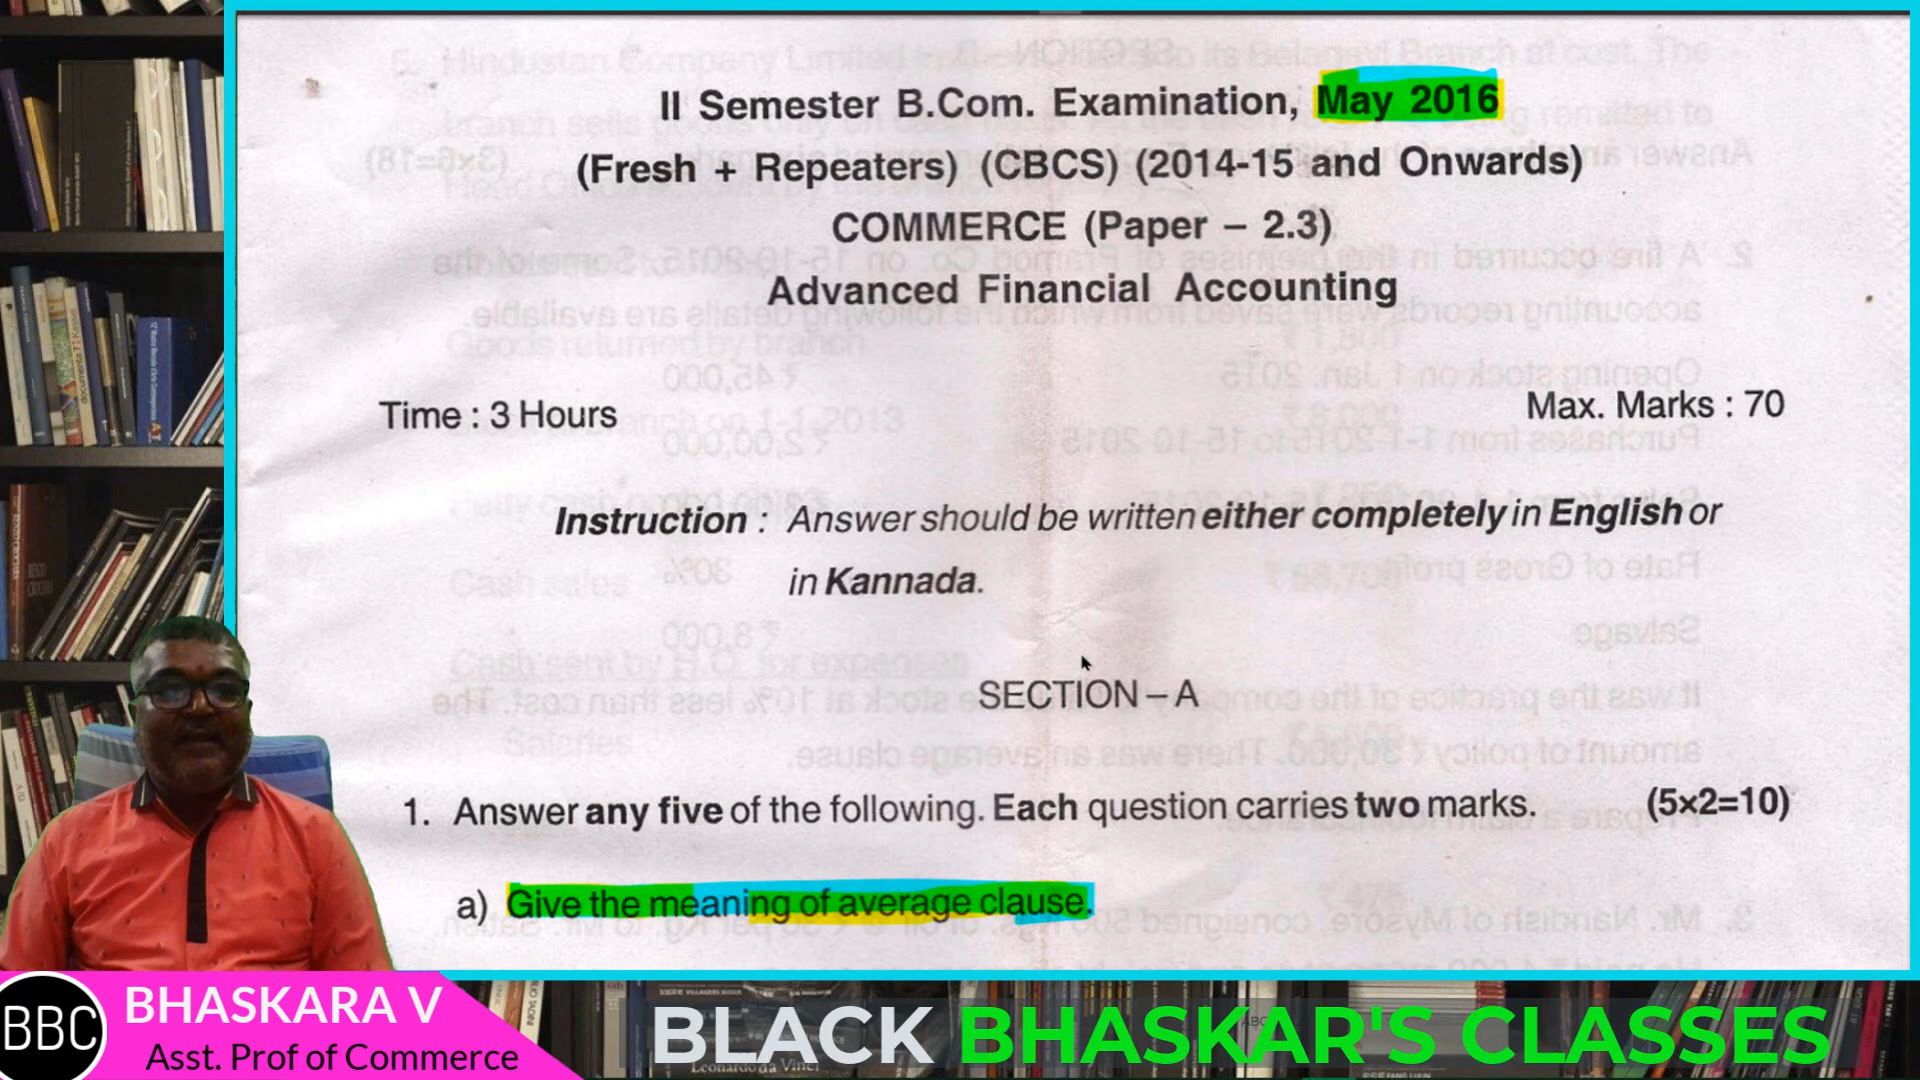 II Semester B.Com. Examination, May 2016
(Fresh + Repeaters) (CBCS) (2014-15 and Onwards)
COMMERCE (Paper – 2.3)
Advanced Financial Accounting
Time : 3 Hours Max. Marks : 70
Instruction : Answer should be written either completely in English or
in Kannada.
SECTION – A
1. Answer any five of the following. Each question carries two marks. (5×2=10)
a) Give the meaning of average clause.
BBC
BHASKARA V
Asst. Prof of Commerce
BLACK BHASKAR'S CLASSES
Leonardo da Vinci